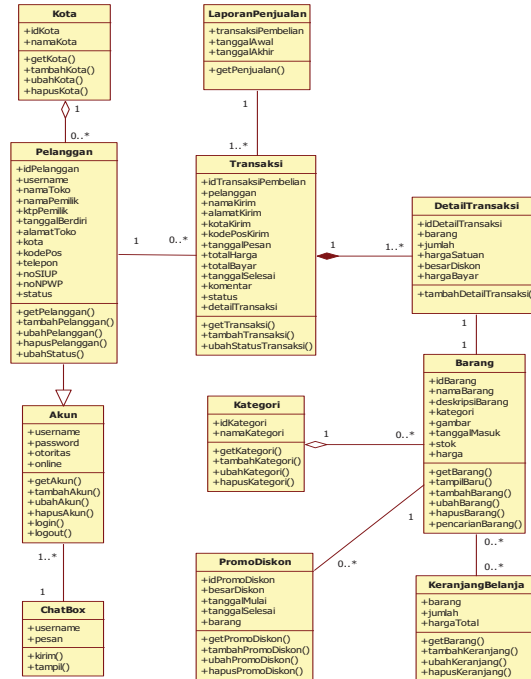 Kota
+idKota
+namaKota
+getKota()
+tambahKota()
+ubahKota()
+hapusKota()
1
0..*
LaporanPenjualan
+transaksiPembelian
+tanggalAwal
+tanggalAkhir
+getPenjualan()
1
1..*
Pelanggan
+idPelanggan
+username
+namaToko
+namaPemilik
+ktpPemilik
+tanggalBerdiri
+alamatToko
+kota
+kodePos
+telepon
+noSIUP
+noNPWP
+status
+getPelanggan()
+tambahPelanggan()
+ubahPelanggan()
+hapusPelanggan()
+ubahStatus()
1
0..*
Transaksi
+idTransaksiPembelian
+pelanggan
+namaKirim
+alamatKirim
+kotaKirim
+kodePosKirim
+tanggalPesan
+totalHarga
+totalBayar
+tanggalSelesai
+komentar
+status
+detailTransaksi
+getTransaksi()
+tambahTransaksi()
+ubahStatusTransaksi()
1
1..*
DetailTransaksi
+idDetailTransaksi
+barang
+jumlah
+hargaSatuan
+besarDiskon
+hargaBayar
+tambahDetailTransaksi()
1
1
Barang
+idBarang
+namaBarang
+deskripsiBarang
+kategori
+gambar
+tanggalMasuk
+stok
+harga
+getBarang()
+tampilBaru()
+tambahBarang()
+ubahBarang()
+hapusBarang()
+pencarianBarang()
Kategori
+idKategori
+namaKategori
+getKategori()
+tambahKategori()
+ubahKategori()
+hapusKategori()
1
0..*
Akun
+username
+password
+otoritas
+online
+getAkun()
+tambahAkun()
+ubahAkun()
+hapusAkun()
+login()
+logout()
1..*
1
ChatBox
+username
+pesan
+kirim()
+tampil()
1
0..*
PromoDiskon
+idPromoDiskon
+besarDiskon
+tanggalMulai
+tanggalSelesai
+barang
+getPromoDiskon()
+tambahPromoDiskon()
+ubahPromoDiskon()
+hapusPromoDiskon()
0..*
0..*
KeranjangBelanja
+barang
+jumlah
+hargaTotal
+getBarang()
+tambahKeranjang()
+ubahKeranjang()
+hapusKeranjang()